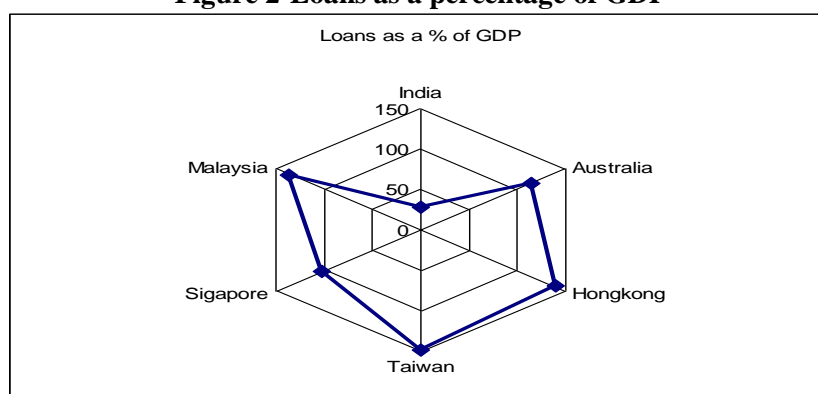 Figure 2 Loans as a percentage of GDP
Loans as a % of GDP
India
150
Malaysia
100
Australia
50
0
Sigapore
Hongkong
Taiwan